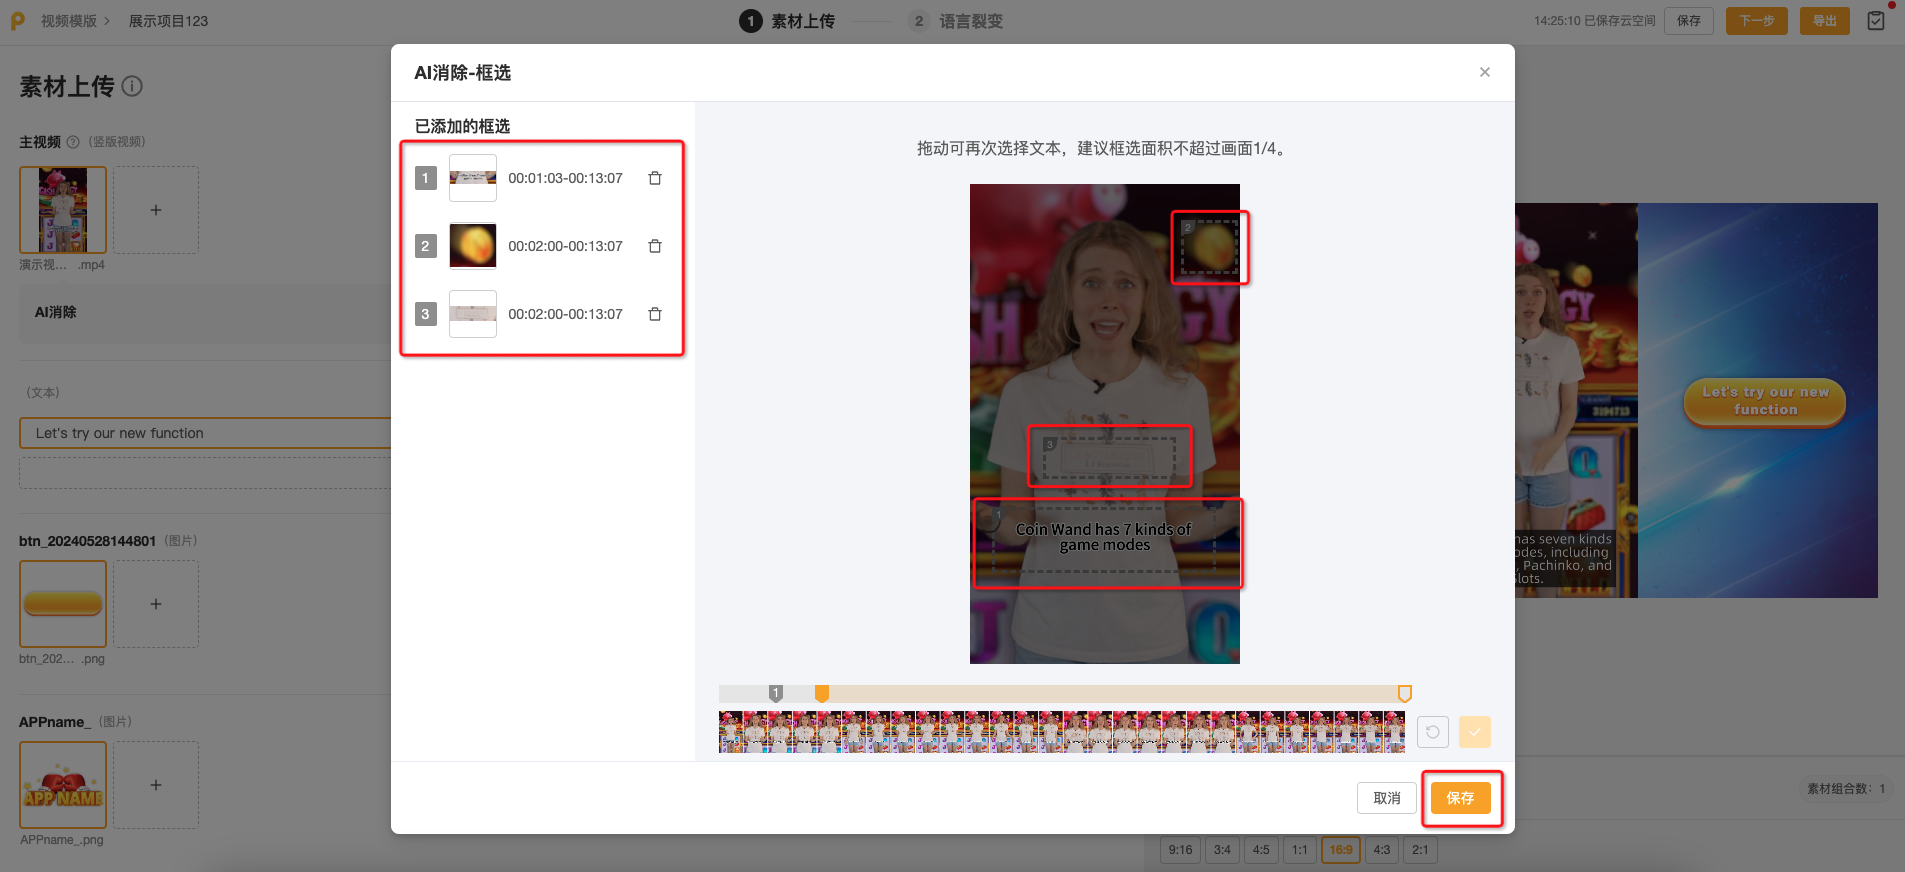 视频模版 > 展示项目123
1 素材上传
2 语言裂变
14:25:10 已保存云空间
保存
下一步
导出
素材上传
主视频 (竖版视频)
演示视... .mp4
AI消除
(文本)
Let's try our new function
btn_20240528144801 (图片)
btn_202... .png
APPname_ (图片)
APP NAME
APPname_.png
AI消除-框选
已添加的框选
1 00:01:03-00:13:07
2 00:02:00-00:13:07
3 00:02:00-00:13:07
拖动可再次选择文本，建议框选面积不超过画面1/4。
2
3
1
Coin Wand has 7 kinds of
game modes
1
取消
保存
3194713
Let's try our new
function
has seven kinds
odes, including
, Pachinko, and
slots.
素材组合数：1
9:16
3:4
4:5
1:1
16:9
4:3
2:1